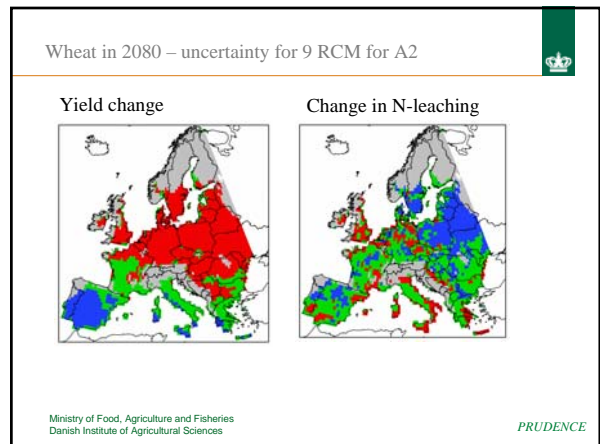 Wheat in 2080 – uncertainty for 9 RCM for A2
Yield change
Change in N-leaching
Ministry of Food, Agriculture and Fisheries
Danish Institute of Agricultural Sciences
PRUDENCE